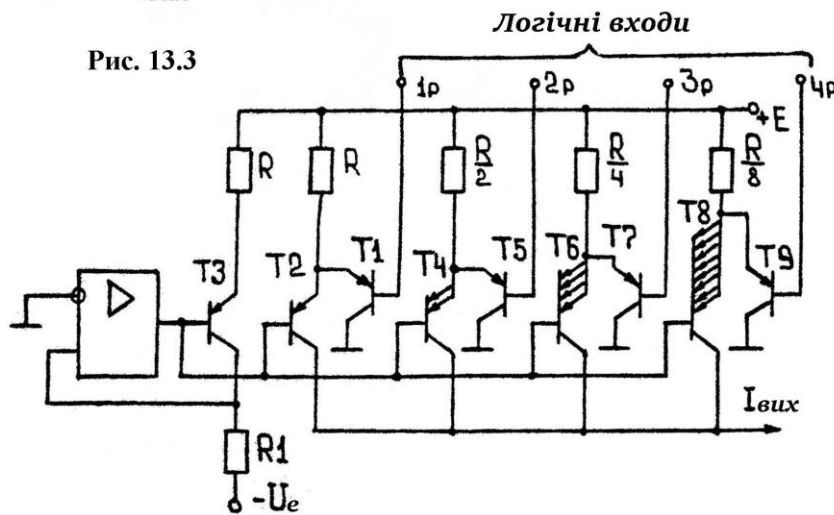 Логічні входи
Рис. 13.3
1р
2р
3р
4р
+E
R
R
R/2
R/4
R/8
T3
T2
T1
T4
T5
T6
T7
T8
T9
Iвих
R1
-Ue